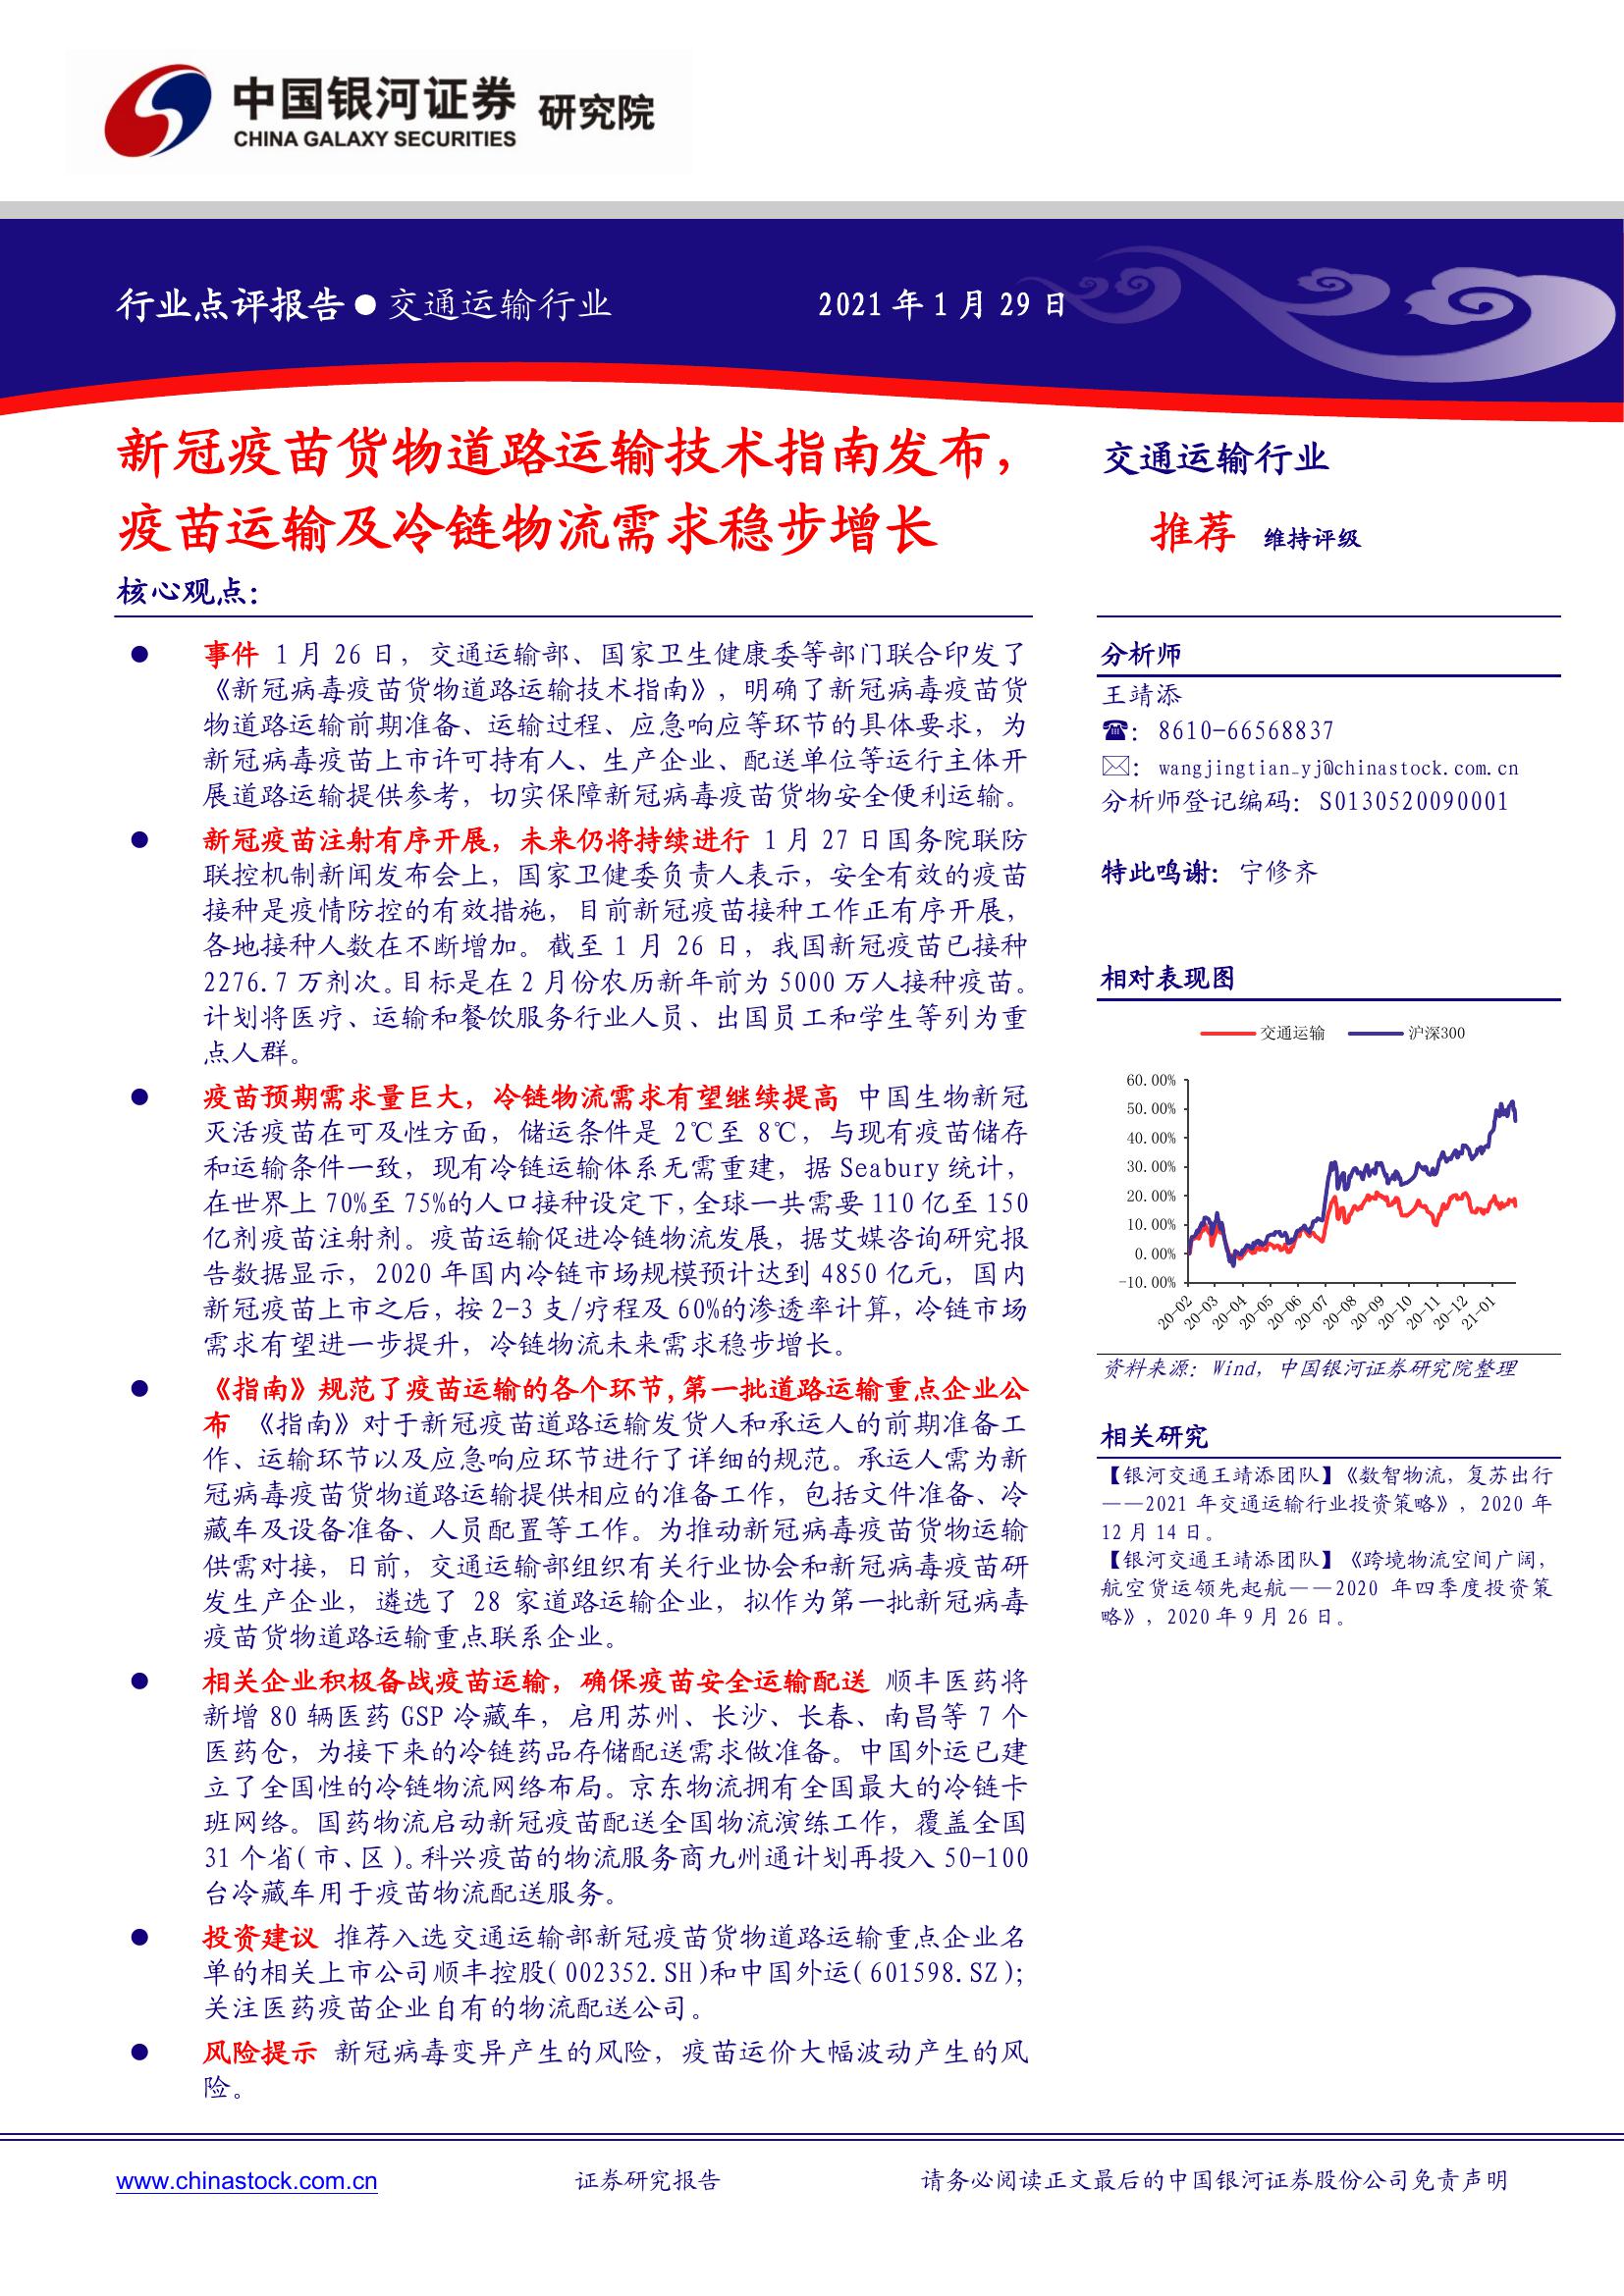 中国银河证券 研究院
CHINA GALAXY SECURITIES
行业点评报告●交通运输行业
2021 年 1 月 29 日
新冠疫苗货物道路运输技术指南发布，
疫苗运输及冷链物流需求稳步增长
核心观点：
● 事件 1 月 26 日，交通运输部、国家卫生健康委等部门联合印发了
《新冠病毒疫苗货物道路运输技术指南》，明确了新冠病毒疫苗货
物道路运输前期准备、运输过程、应急响应等环节的具体要求，为
新冠病毒疫苗上市许可持有人、生产企业、配送单位等运行主体开
展道路运输提供参考，切实保障新冠病毒疫苗货物安全便利运输。
● 新冠疫苗注射有序开展，未来仍将持续进行 1 月 27 日国务院联防
联控机制新闻发布会上，国家卫健委负责人表示，安全有效的疫苗
接种是疫情防控的有效措施，目前新冠疫苗接种工作正有序开展，
各地接种人数在不断增加。截至 1 月 26 日，我国新冠疫苗已接种
2276.7 万剂次。目标是在 2 月份农历新年前为 5000 万人接种疫苗。
计划将医疗、运输和餐饮服务行业人员、出国员工和学生等列为重
点人群。
● 疫苗预期需求量巨大，冷链物流需求有望继续提高 中国生物新冠
灭活疫苗在可及性方面，储运条件是 2℃至 8℃，与现有疫苗储存
和运输条件一致，现有冷链运输体系无需重建，据 Seabury 统计，
在世界上 70%至 75%的人口接种设定下，全球一共需要 110 亿至 150
亿剂疫苗注射剂。疫苗运输促进冷链物流发展，据艾媒咨询研究报
告数据显示，2020 年国内冷链市场规模预计达到 4850 亿元，国内
新冠疫苗上市之后，按 2-3 支/疗程及 60%的渗透率计算，冷链市场
需求有望进一步提升，冷链物流未来需求稳步增长。
● 《指南》规范了疫苗运输的各个环节，第一批道路运输重点企业公
布 《指南》对于新冠疫苗道路运输发货人和承运人的前期准备工
作、运输环节以及应急响应环节进行了详细的规范。承运人需为新
冠病毒疫苗货物道路运输提供相应的准备工作，包括文件准备、冷
藏车及设备准备、人员配置等工作。为推动新冠病毒疫苗货物运输
供需对接，日前，交通运输部组织有关行业协会和新冠病毒疫苗研
发生产企业，遴选了 28 家道路运输企业，拟作为第一批新冠病毒
疫苗货物道路运输重点联系企业。
● 相关企业积极备战疫苗运输，确保疫苗安全运输配送 顺丰医药将
新增 80 辆医药 GSP 冷藏车，启用苏州、长沙、长春、南昌等 7 个
医药仓，为接下来的冷链药品存储配送需求做准备。中国外运已建
立了全国性的冷链物流网络布局。京东物流拥有全国最大的冷链卡
班网络。国药物流启动新冠疫苗配送全国物流演练工作，覆盖全国
31 个省(市、区)。科兴疫苗的物流服务商九州通计划再投入 50-100
台冷藏车用于疫苗物流配送服务。
● 投资建议 推荐入选交通运输部新冠疫苗货物道路运输重点企业名
单的相关上市公司顺丰控股(002352.SH)和中国外运(601598.SZ)；
关注医药疫苗企业自有的物流配送公司。
● 风险提示 新冠病毒变异产生的风险，疫苗运价大幅波动产生的风
险。
交通运输行业
推荐 维持评级
分析师
王靖添
☎：8610-66568837
✉：wangjingtian_yj@chinastock.com.cn
分析师登记编码：S0130520090001
特此鸣谢：宁修齐
相对表现图
交通运输 沪深300
60.00%
50.00%
40.00%
30.00%
20.00%
10.00%
0.00%
-10.00%
20-02 20-03 20-04 20-05 20-06 20-07 20-08 20-09 20-10 20-11 20-12 21-01
资料来源：Wind，中国银河证券研究院整理
相关研究
【银河交通王靖添团队】《数智物流，复苏出行
——2021 年交通运输行业投资策略》，2020 年
12 月 14 日。
【银河交通王靖添团队】《跨境物流空间广阔，
航空货运领先起航——2020 年四季度投资策
略》，2020 年 9 月 26 日。
www.chinastock.com.cn
证券研究报告
请务必阅读正文最后的中国银河证券股份公司免责声明